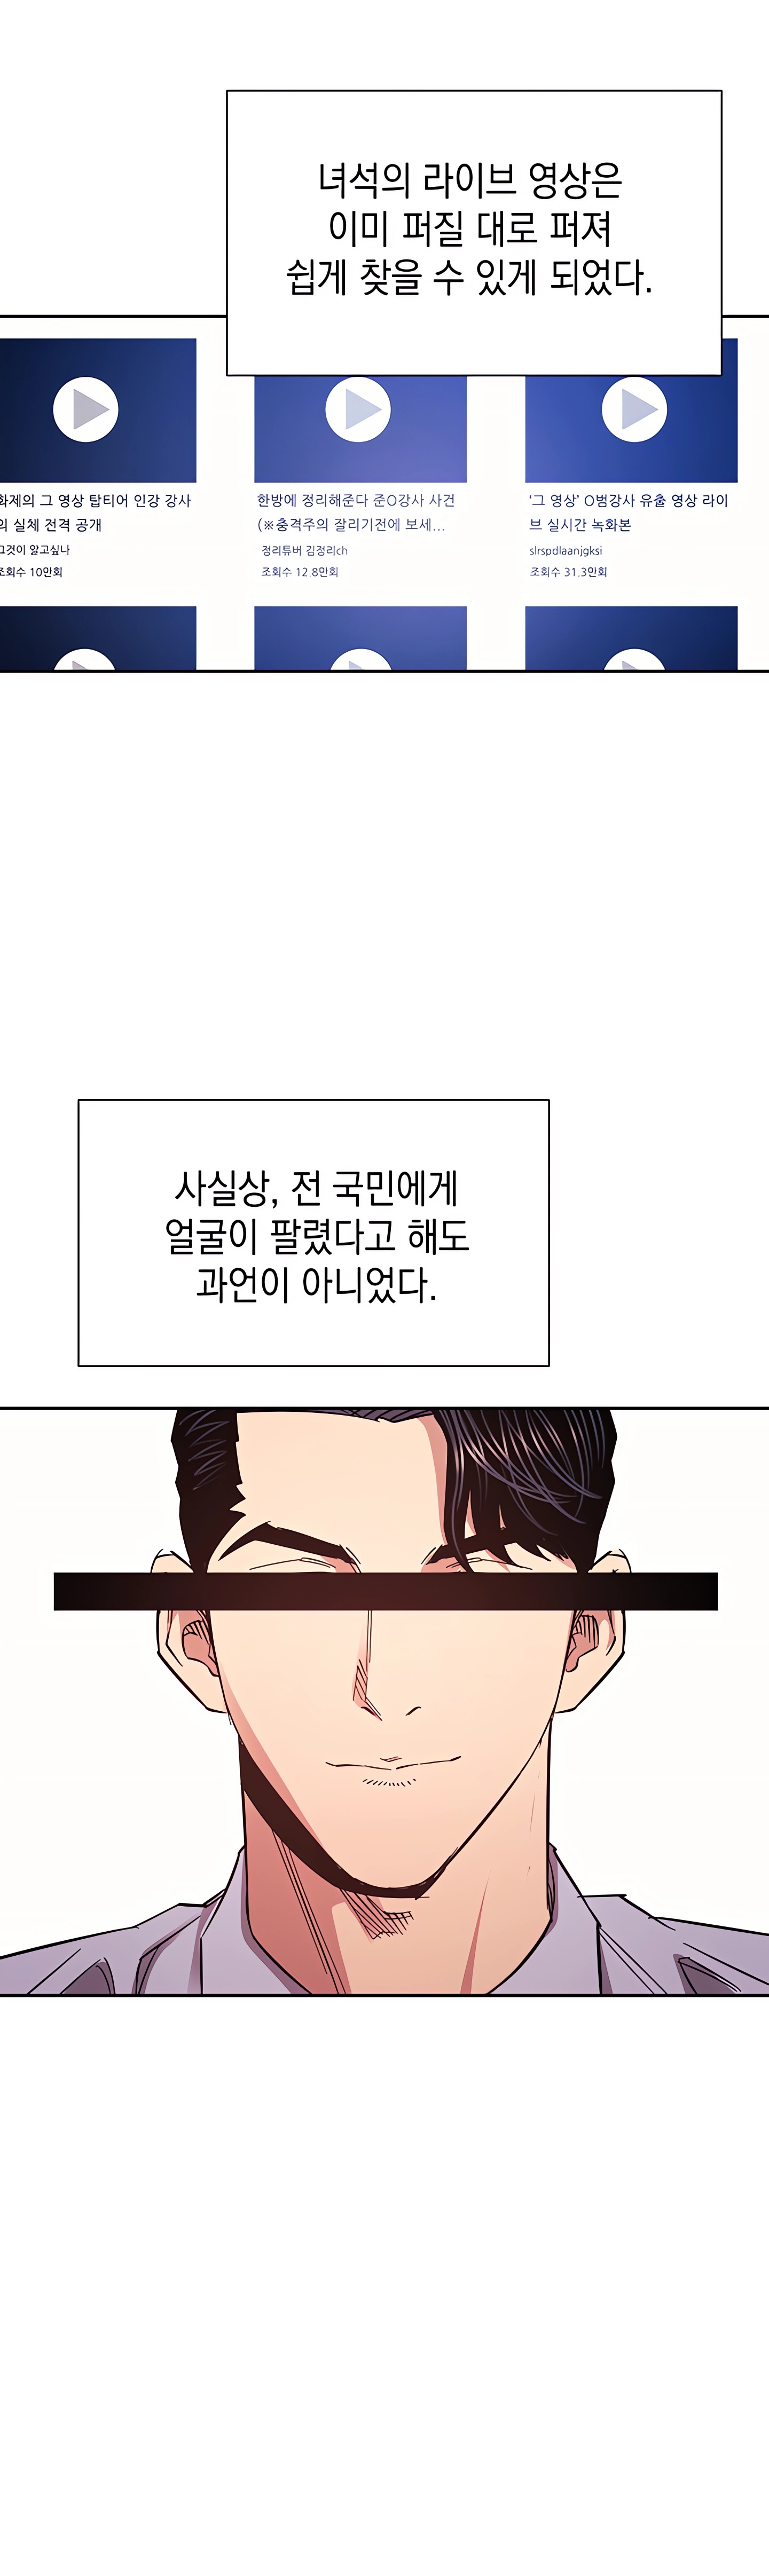 녀석의 라이브 영상은
이미 퍼질 대로 퍼져
쉽게 찾을 수 있게 되었다.
화제의 그 영상 탑티어 인강 강사
의 실체 전격 공개
그것이 알고싶나
조회수 10만회
한방에 정리해준다 준O강사 사건
(※충격주의 잘리기전에 보세...
정리튜버 김정리ch
조회수 12.8만회
'그 영상' O범강사 유출 영상 라이
브 실시간 녹화본
slrspdlaanjgksi
조회수 31.3만회
사실상, 전 국민에게
얼굴이 팔렸다고 해도
과언이 아니었다.